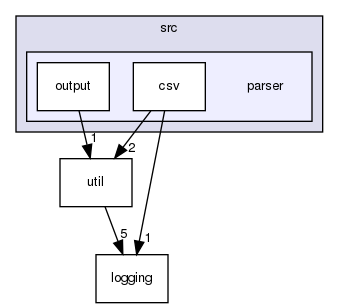 src
output csv parser
1 2
util
5 1
logging